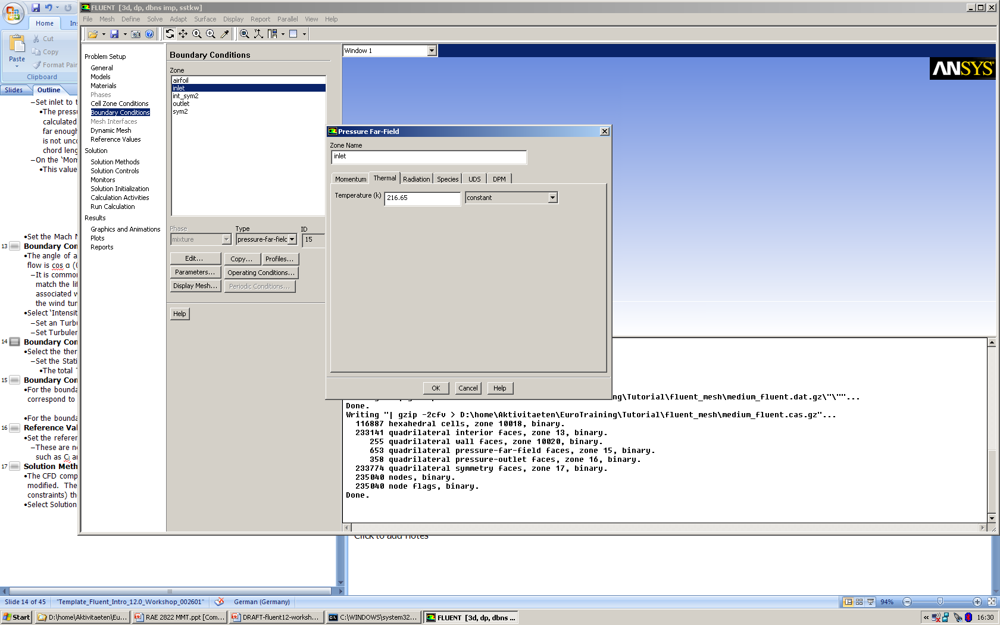 FLUENT [3d, dp, dbns imp, sstkw]
File Mesh Define Solve Adapt Surface Display Report Parallel View Help
Home
Cut
Copy
Format Pain
Paste
Clipboard
Slides
Outline
–Set inlet to t
•The pressu
calculated
far enough
is not unco
chord leng
–On the 'Mom
•This value
•Set the Mach N
13 Boundary Con
•The angle of a
flow is cos α (
–It is common
match the lif
associated w
the wind tun
•Select 'Intensit
–Set an Turbu
–Set Turbulen
14 Boundary Con
•Select the ther
–Set the Stati
•The total T
15 Boundary Con
•For the bounda
correspond to
•For the bounda
16 Reference Val
•Set the referen
–These are ne
such as Cl an
17 Solution Meth
•The CFD comp
modified. The
constraints) th
•Select Solution
Problem Setup
General
Models
Materials
Phases
Cell Zone Conditions
Boundary Conditions
Mesh Interfaces
Dynamic Mesh
Reference Values
Solution
Solution Methods
Solution Controls
Monitors
Solution Initialization
Calculation Activities
Run Calculation
Results
Graphics and Animations
Plots
Reports
Boundary Conditions
Zone
airfoil
inlet
int_sym2
outlet
sym2
Phase
Type
ID
mixture
pressure-far-field
15
Edit...
Copy...
Profiles...
Parameters...
Operating Conditions...
Display Mesh...
Periodic Conditions...
Help
Window 1
ANSYS
Pressure Far-Field
Zone Name
inlet
Momentum Thermal Radiation Species UDS DPM
Temperature (k) 216.65 constant
OK Cancel Help
ing\Tutorial\fluent_mesh\medium_fluent.dat.gz\"\""...
Done.
Writing "| gzip -2cfv > D:\home\Aktivitaeten\EuroTraining\Tutorial\fluent_mesh\medium_fluent.cas.gz"...
116887 hexahedral cells, zone 10018, binary.
233141 quadrilateral interior faces, zone 13, binary.
255 quadrilateral wall faces, zone 10020, binary.
653 quadrilateral pressure-far-field faces, zone 15, binary.
358 quadrilateral pressure-outlet faces, zone 16, binary.
233774 quadrilateral symmetry faces, zone 17, binary.
235040 nodes, binary.
235040 node flags, binary.
Done.
Click to add notes
Slide 14 of 45 "Template_Fluent_Intro_12.0_Workshop_002601" German (Germany) 94%
Start D:\home\Aktivitaeten\Eu... RAE 2822 MMT.ppt [Com... DRAFT-fluent12-worksh... C:\WINDOWS\system32... FLUENT [3d, dp, dbns ... « 16:30